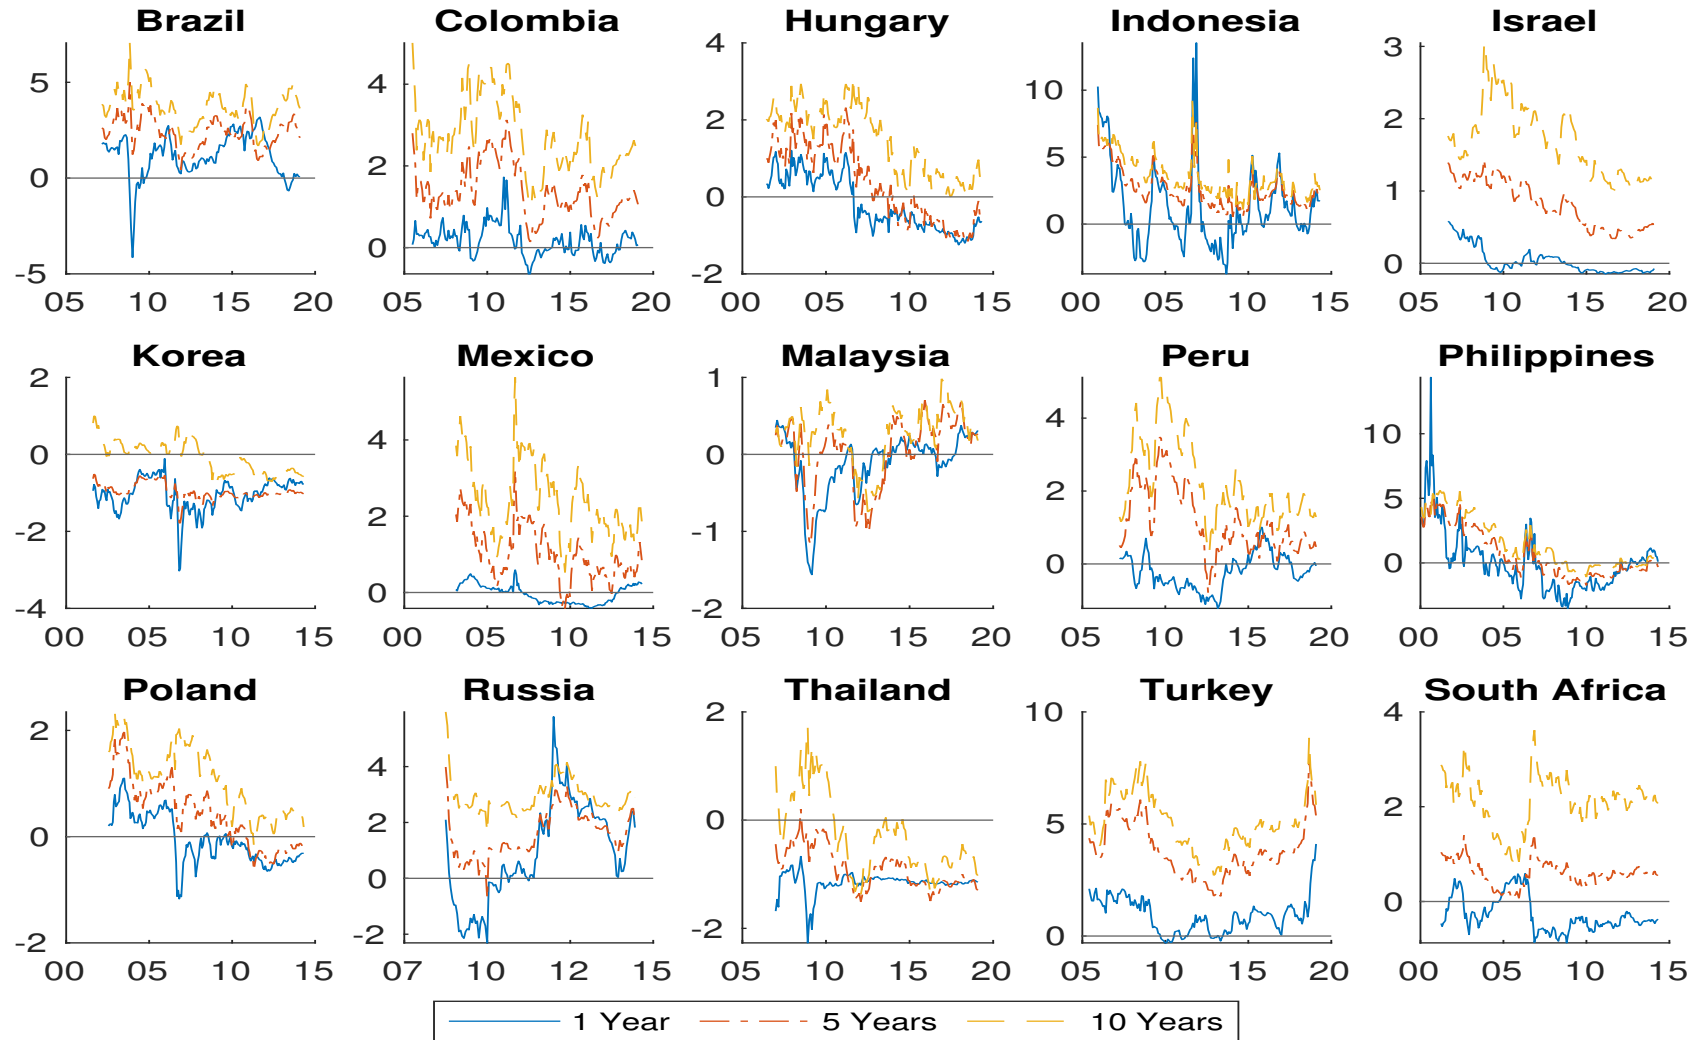 Brazil Colombia Hungary Indonesia Israel
5 0 -5
05 10 15 20
4 2 0
05 10 15 20
4 2 0 -2
00 05 10 15
10 5 0
00 05 10 15
3 2 1 0
05 10 15 20
Korea Mexico Malaysia Peru Philippines
2 0 -2 -4
00 05 10 15
4 2 0
00 05 10 15
1 0 -1 -2
05 10 15 20
4 2 0
05 10 15 20
10 5 0
00 05 10 15
Poland Russia Thailand Turkey South Africa
2 0 -2
00 05 10 15
4 2 0 -2
07 10 12 15
2 0 -2
05 10 15 20
10 5 0
05 10 15 20
4 2 0
00 05 10 15
1 Year 5 Years 10 Years